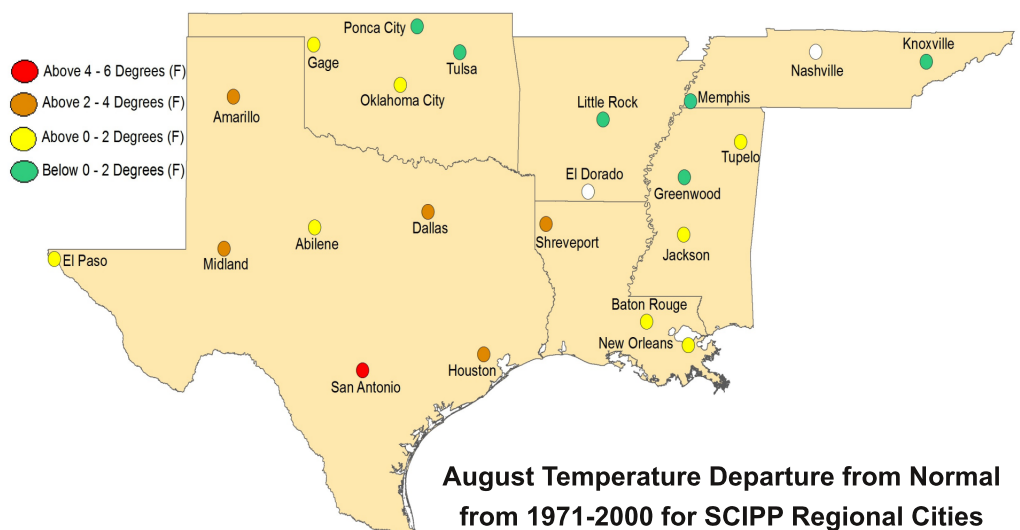 Ponca City
Knoxville
Gage
Tulsa
Nashville
Above 4 - 6 Degrees (F)
Above 2 - 4 Degrees (F)
Above 0 - 2 Degrees (F)
Below 0 - 2 Degrees (F)
Amarillo
Oklahoma City
Little Rock
Memphis
Tupelo
El Dorado
Greenwood
Abilene
Dallas
Shreveport
Jackson
El Paso
Midland
Baton Rouge
New Orleans
San Antonio
Houston
August Temperature Departure from Normal
from 1971-2000 for SCIPP Regional Cities